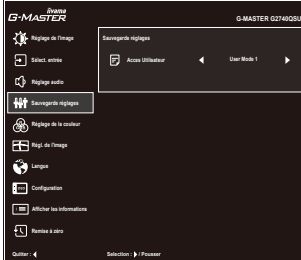 iiyama
G-MASTER
G-MASTER G2740QSU
Réglage de l'image
Sélect. entrée
Réglage audio
Sauvegarde réglages
Réglage de la couleur
Régl. de l'image
Langue
Configuration
Afficher les informations
Remise à zéro
Sauvegarde réglages
Acces Utilisateur
User Mode 1
Quitter :
Sélection : / Pousser